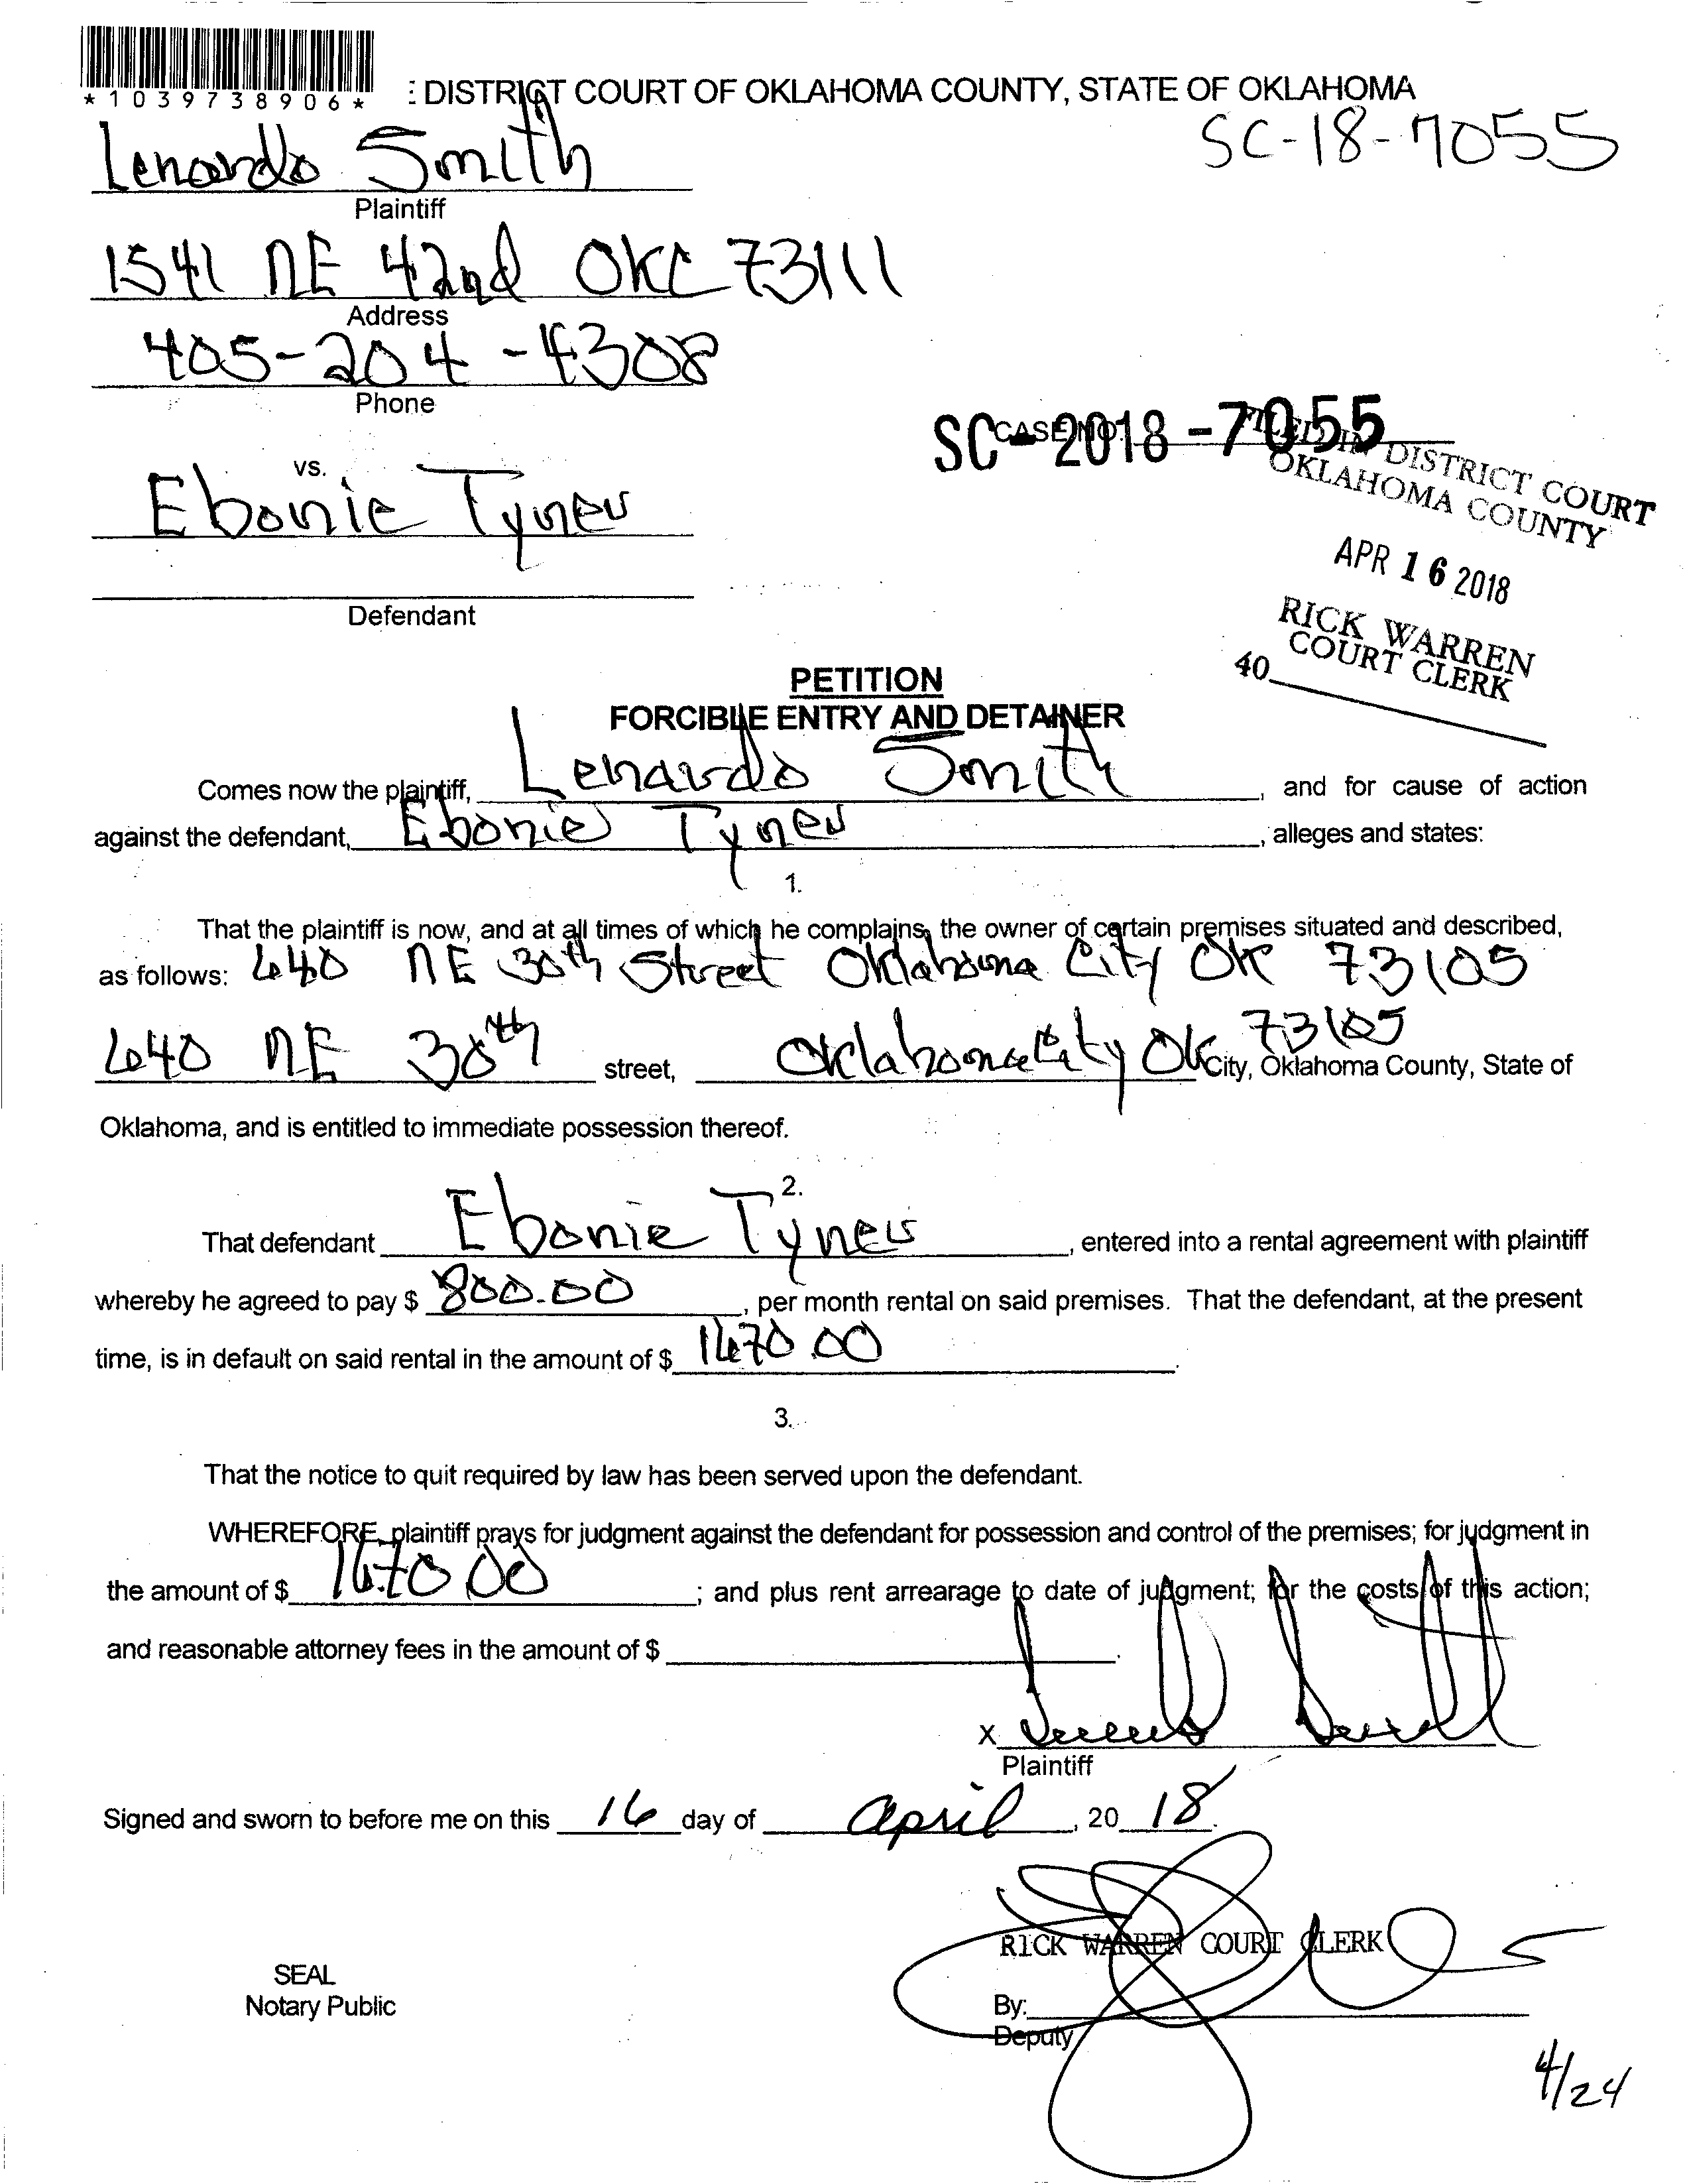 *1039738906*
: DISTRICT COURT OF OKLAHOMA COUNTY, STATE OF OKLAHOMA
SC-18-7055
Lenardo Smith
Plaintiff
1541 NE 42nd OKC 73111
Address
405-204-4308
Phone
CASE NO.
SC-2018-7055
FILED IN DISTRICT COURT
OKLAHOMA COUNTY
vs.
Ebonie Tyner
APR 16 2018
Defendant
RICK WARREN
COURT CLERK
40
PETITION
FORCIBLE ENTRY AND DETAINER
Comes now the plaintiff, Lenardo Smith, and for cause of action
against the defendant, Ebonie Tyner, alleges and states:
1.
That the plaintiff is now, and at all times of which he complains, the owner of certain premises situated and described,
as follows: 640 NE 30th Street Oklahoma City OK 73105
640 NE 30th street, Oklahoma City OK 73105 City, Oklahoma County, State of
Oklahoma, and is entitled to immediate possession thereof.
2.
That defendant Ebonie Tyner, entered into a rental agreement with plaintiff
whereby he agreed to pay $ 800.00, per month rental on said premises. That the defendant, at the present
time, is in default on said rental in the amount of $ 1670.00.
3.
That the notice to quit required by law has been served upon the defendant.
WHEREFORE, plaintiff prays for judgment against the defendant for possession and control of the premises; for judgment in
the amount of $ 1670 00; and plus rent arrearage to date of judgment; for the costs of this action;
and reasonable attorney fees in the amount of $ .
X
Plaintiff
Signed and sworn to before me on this 16 day of April, 20 18.
RICK WARREN COURT CLERK
SEAL
Notary Public
By:
Deputy
4/24